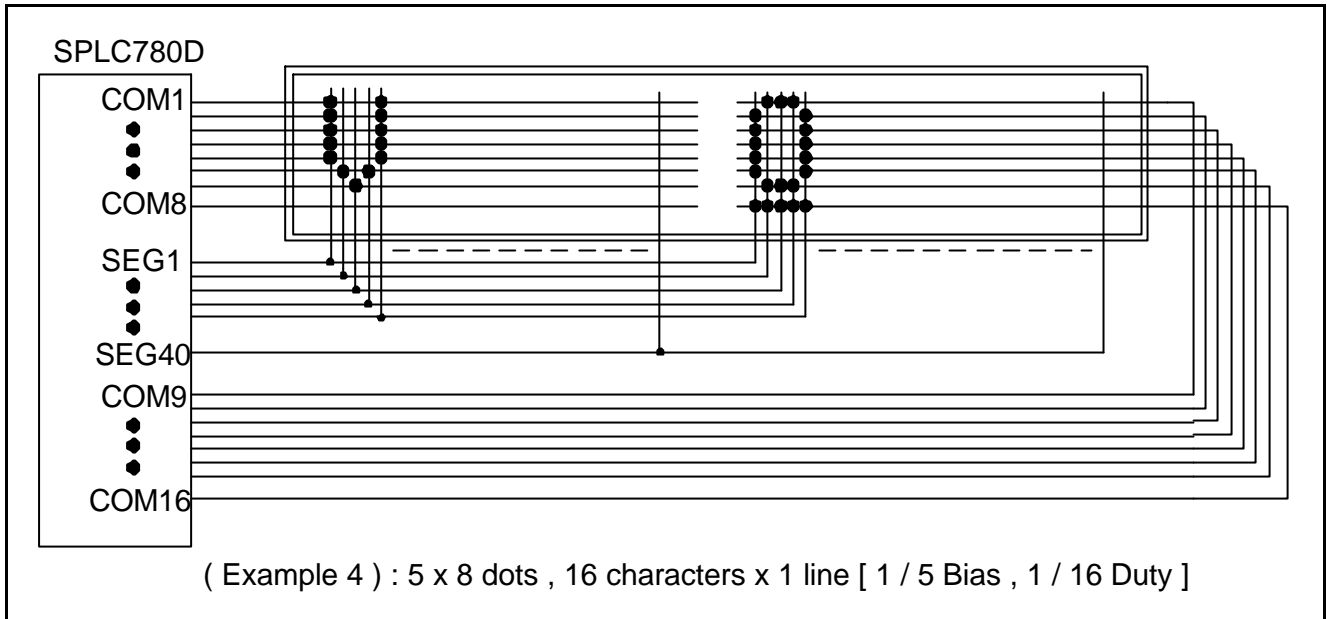 SPLC780D
COM1
COM8
SEG1
SEG40
COM9
COM16
( Example 4 ) : 5 x 8 dots , 16 characters x 1 line [ 1 / 5 Bias , 1 / 16 Duty ]